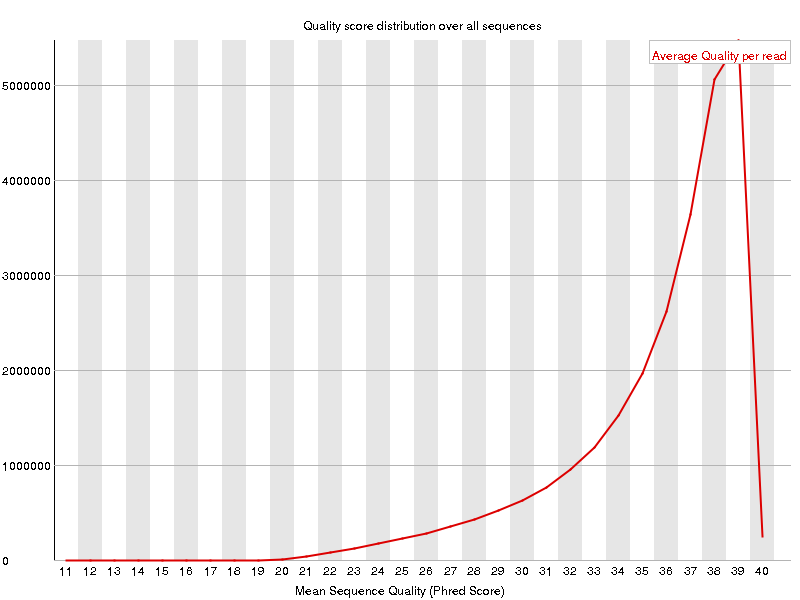 Quality score distribution over all sequences
Average Quality per read
5000000
4000000
3000000
2000000
1000000
0
11 12 13 14 15 16 17 18 19 20 21 22 23 24 25 26 27 28 29 30 31 32 33 34 35 36 37 38 39 40
Mean Sequence Quality (Phred Score)